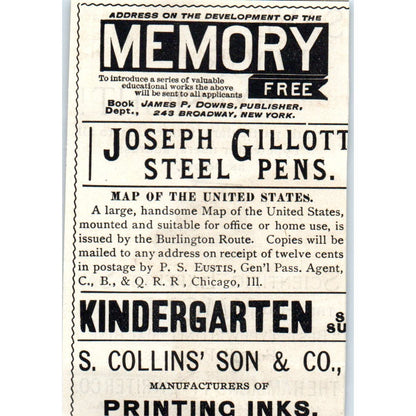 ADDRESS ON THE DEVELOPMENT OF THE
MEMORY
To introduce a series of valuable
educational works the above
will be sent to all applicants
FREE
Book JAMES P. DOWNS, PUBLISHER,
Dept., 243 BROADWAY, NEW YORK.
JOSEPH GILLOTT
STEEL PENS.
MAP OF THE UNITED STATES.
A large, handsome Map of the United States,
mounted and suitable for office or home use, is
issued by the Burlington Route. Copies will be
mailed to any address on receipt of twelve cents
in postage by P. S. EUSTIS, Gen'l Pass. Agent,
C., B., & Q. R. R , Chicago, Ill.
KINDERGARTEN S
SU
S. COLLINS' SON & CO.,
MANUFACTURERS OF
PRINTING INKS.